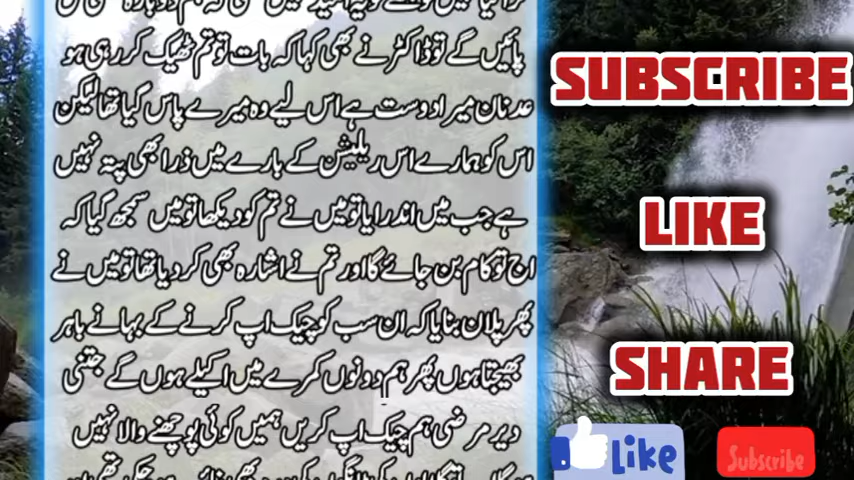 پائیں گے توڈاکٹر نے بھی کہا کہ بات تو تم ٹھیک کر رہی ہو
عدنان میرا دوست ہے اس لیے وہ میرے پاس گیا تھا لیکن
اس کو ہمارے اس ریلیشن کے بارے میں ذرا بھی پتہ نہیں
ہے جب میں اندر ایا تو میں نے تم کو دیکھا تو میں سمجھ گیا کہ
اج تو کام بن جائے گا اور تم نے اشارہ بھی کر دیا تھا تو میں نے
پھر پلان بنایا کہ ان سب کو چیک اپ کرنے کے بہانے باہر
بھیجتا ہوں پھر ہم دونوں کمرے میں اکیلے ہوں گے جتنی
دیر مرضی ہم چیک اپ کریں ہمیں کوئی پوچھنے والا نہیں
SUBSCRIBE
LIKE
SHARE
Like
Subscribe